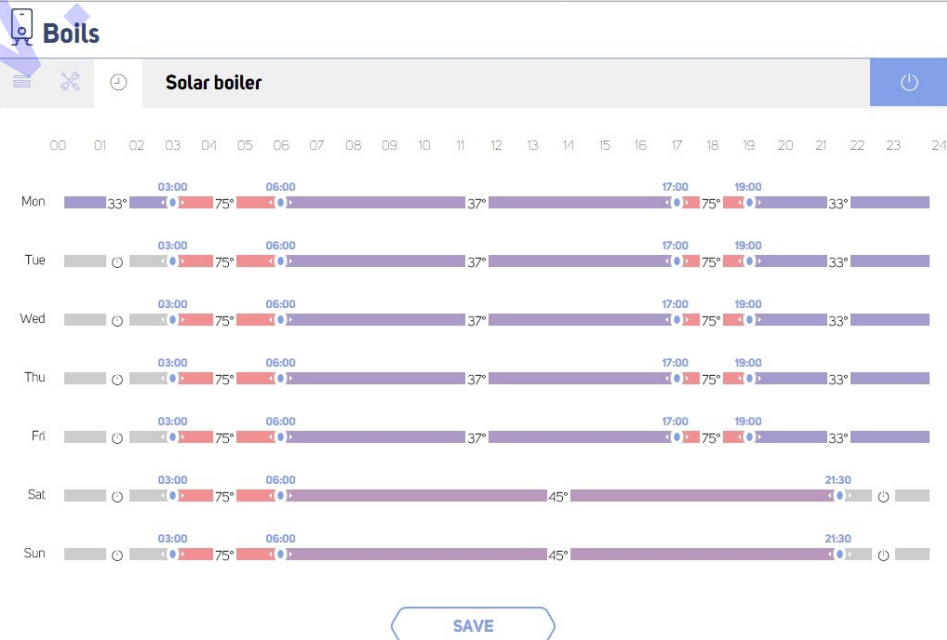 Boils
Solar boiler
00 01 02 03 04 05 06 07 08 09 10 11 12 13 14 15 16 17 18 19 20 21 22 23 24
03:00 06:00 17:00 19:00
Mon 33° 75° 37° 75° 33°
03:00 06:00 17:00 19:00
Tue 75° 37° 75° 33°
03:00 06:00 17:00 19:00
Wed 75° 37° 75° 33°
03:00 06:00 17:00 19:00
Thu 75° 37° 75° 33°
03:00 06:00 17:00 19:00
Fri 75° 37° 75° 33°
03:00 06:00 21:30
Sat 75° 45°
03:00 06:00 21:30
Sun 75° 45°
SAVE